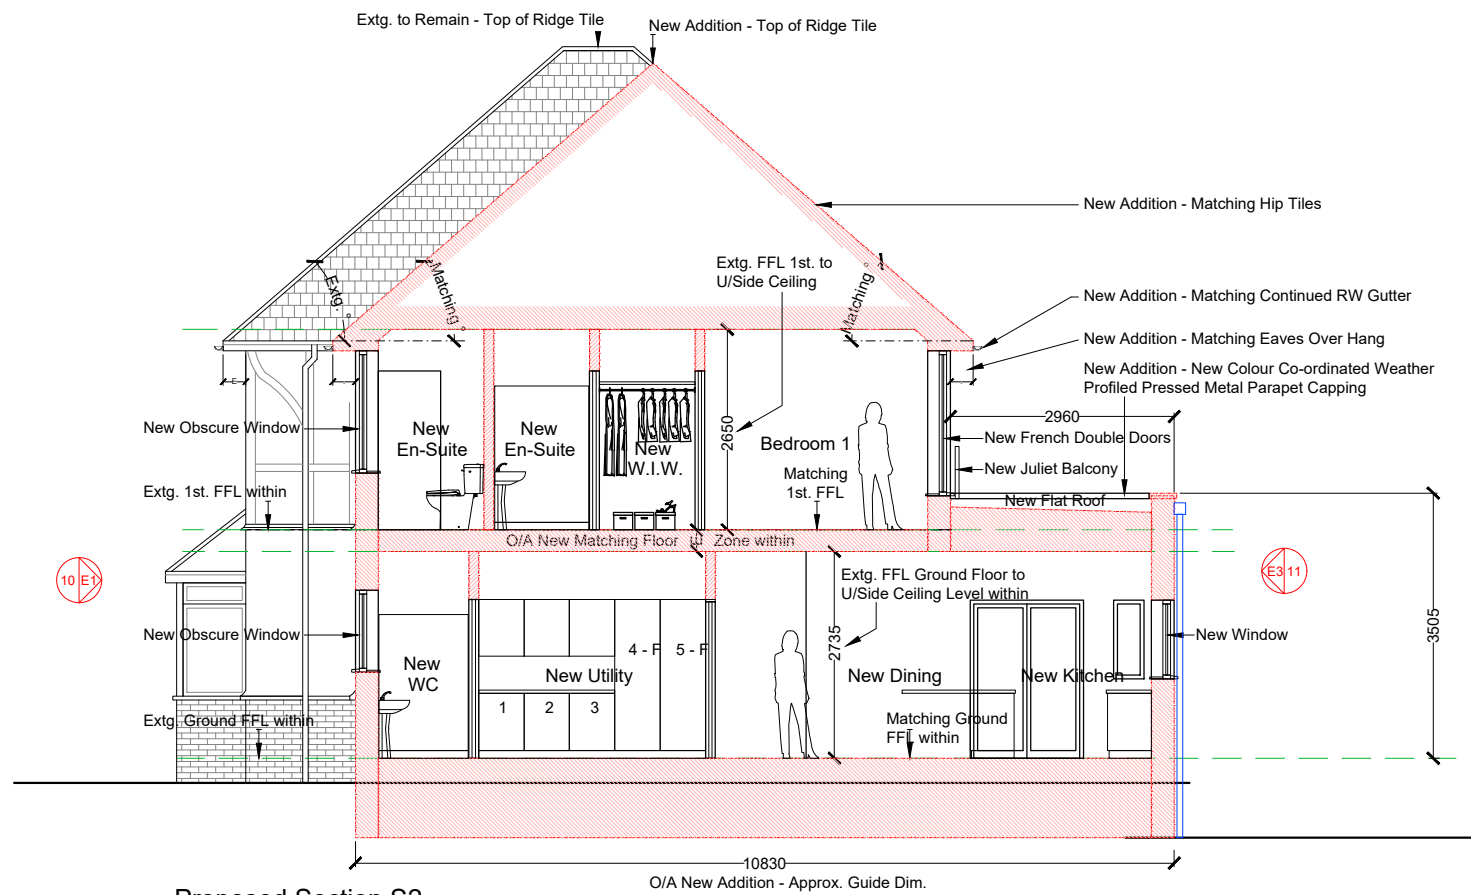 Extg. to Remain - Top of Ridge Tile
New Addition - Top of Ridge Tile
New Addition - Matching Hip Tiles
Extg. FFL 1st. to
U/Side Ceiling
Extg. °
Matching °
Matching °
New Addition - Matching Continued RW Gutter
New Addition - Matching Eaves Over Hang
New Addition - New Colour Co-ordinated Weather
Profiled Pressed Metal Parapet Capping
E
2960
New Obscure Window
New
En-Suite
New
En-Suite
New
W.I.W.
2650
Bedroom 1
New French Double Doors
New Juliet Balcony
Matching
1st. FFL
Extg. 1st. FFL within
New Flat Roof
O/A New Matching Floor
Zone within
10 E1
E3 11
Extg. FFL Ground Floor to
U/Side Ceiling Level within
2735
3505
New Obscure Window
New Window
4 - F
5 - F
New
WC
New Utility
New Dining
New Kitchen
1
2
3
Extg. Ground FFL within
Matching Ground
FFL within
10830
O/A New Addition - Approx. Guide Dim.
Proposed Section S2